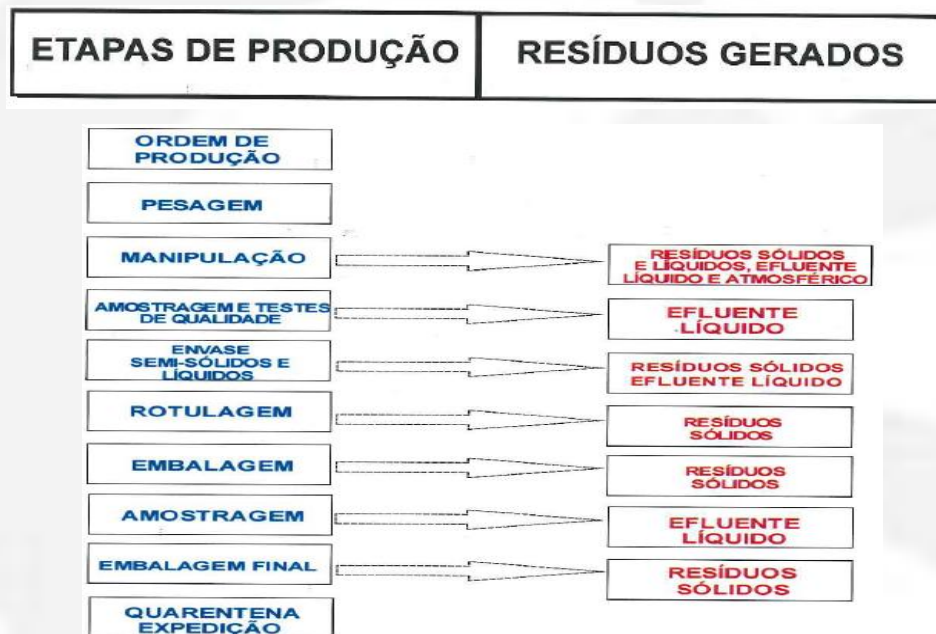 ETAPAS DE PRODUÇÃO
RESÍDUOS GERADOS
ORDEM DE
PRODUÇÃO
PESAGEM
MANIPULAÇÃO
RESÍDUOS SÓLIDOS
E LÍQUIDOS, EFLUENTE
LÍQUIDO E ATMOSFÉRICO
AMOSTRAGEM E TESTES
DE QUALIDADE
EFLUENTE
LÍQUIDO
ENVASE
SEMI-SÓLIDOS E
LÍQUIDOS
RESÍDUOS SÓLIDOS
EFLUENTE LÍQUIDO
ROTULAGEM
RESÍDUOS
SÓLIDOS
EMBALAGEM
RESÍDUOS
SÓLIDOS
AMOSTRAGEM
EFLUENTE
LÍQUIDO
EMBALAGEM FINAL
RESÍDUOS
SÓLIDOS
QUARENTENA
EXPEDIÇÃO